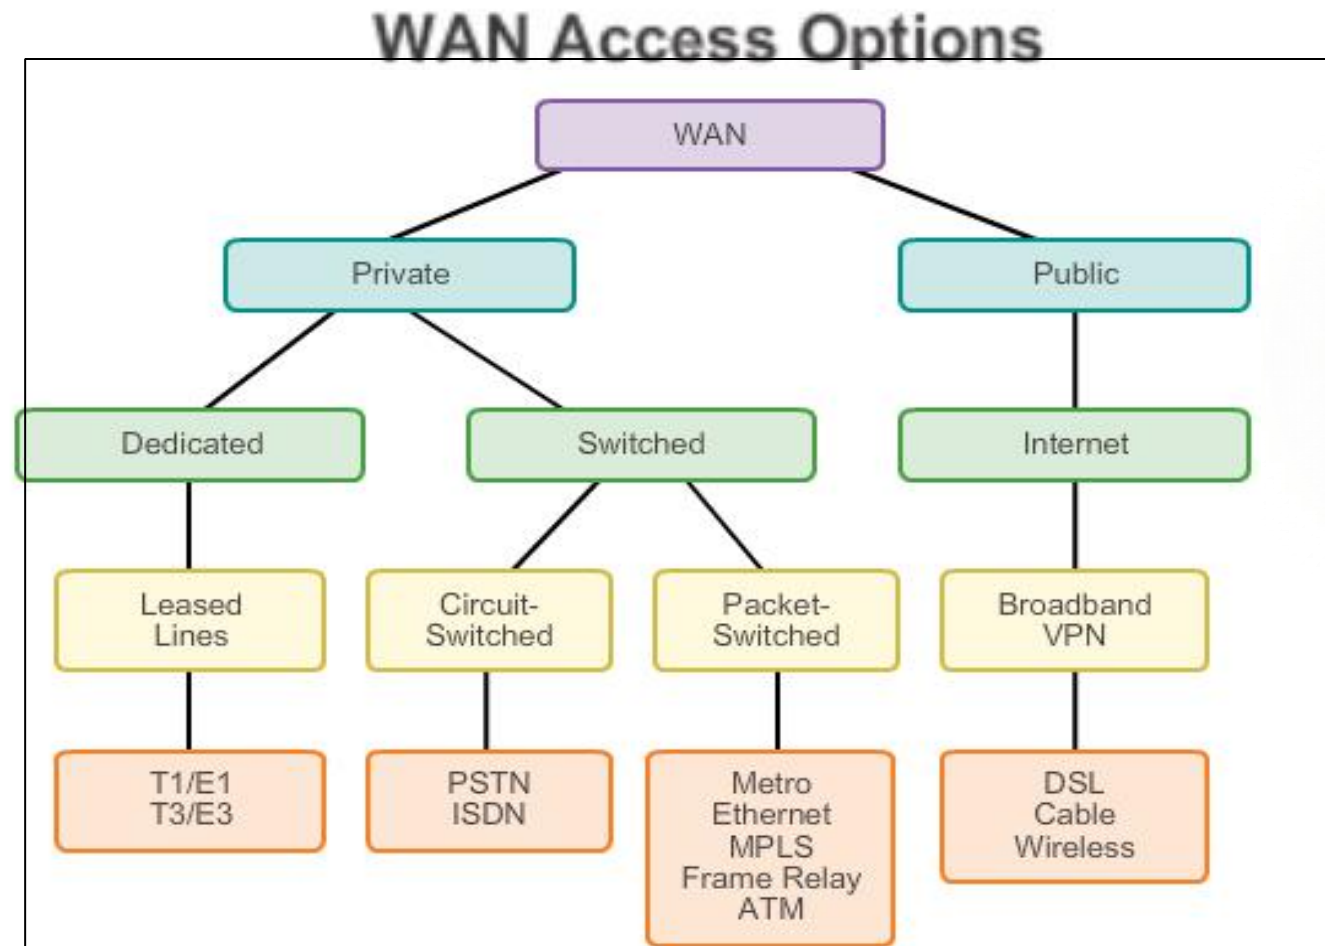 WAN Access Options
WAN
Private
Public
Dedicated
Switched
Internet
Leased
Lines
Circuit-
Switched
Packet-
Switched
Broadband
VPN
T1/E1
T3/E3
PSTN
ISDN
Metro
Ethernet
MPLS
Frame Relay
ATM
DSL
Cable
Wireless